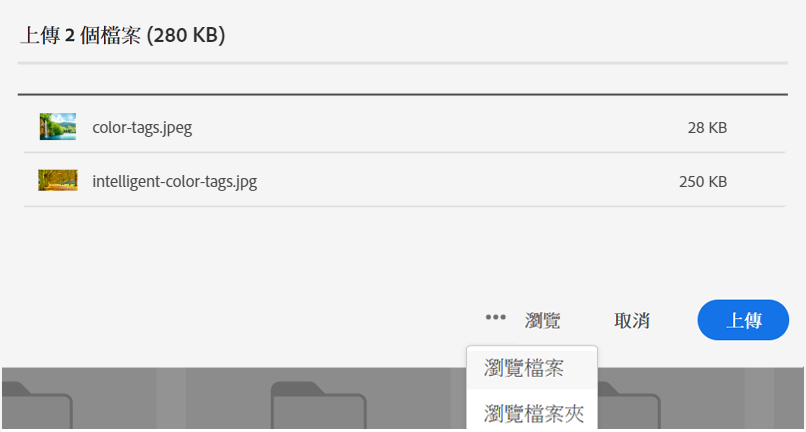 上傳 2 個檔案 (280 KB)
color-tags.jpeg 28 KB
intelligent-color-tags.jpg 250 KB
••• 瀏覽 取消 上傳
瀏覽檔案
瀏覽檔案夾